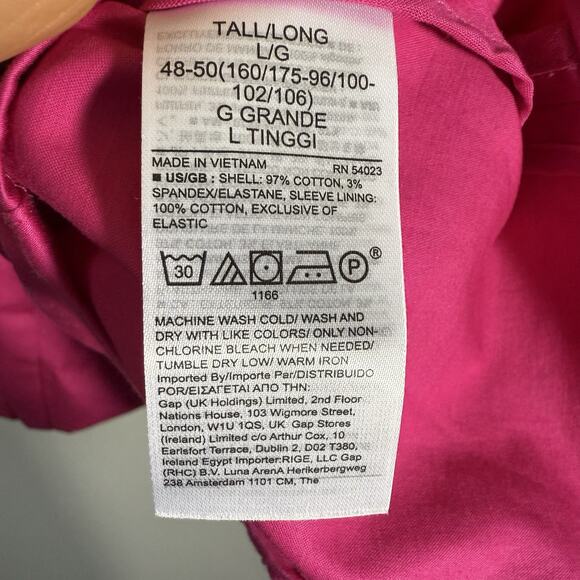 TALL/LONG
L/G
48-50(160/175-96/100-
102/106)
G GRANDE
L TINGGI
MADE IN VIETNAM RN 54023
■ US/GB : SHELL: 97% COTTON, 3%
SPANDEX/ELASTANE, SLEEVE LINING:
100% COTTON, EXCLUSIVE OF
ELASTIC
30 P ®
1166
MACHINE WASH COLD/ WASH AND
DRY WITH LIKE COLORS/ ONLY NON-
CHLORINE BLEACH WHEN NEEDED/
TUMBLE DRY LOW/ WARM IRON
Imported By/Importe Par/DISTRIBUIDO
POR/ΕΙΣΑΓΕΤΑΙ ΑΠΟ ΤΗΝ:
Gap (UK Holdings) Limited, 2nd Floor
Nations House, 103 Wigmore Street,
London, W1U 1QS, UK Gap Stores
(Ireland) Limited c/o Arthur Cox, 10
Earlsfort Terrace, Dublin 2, D02 T380,
Ireland Egypt Importer:RIGE, LLC Gap
(RHC) B.V. Luna ArenA Herikerbergweg
238 Amsterdam 1101 CM, The